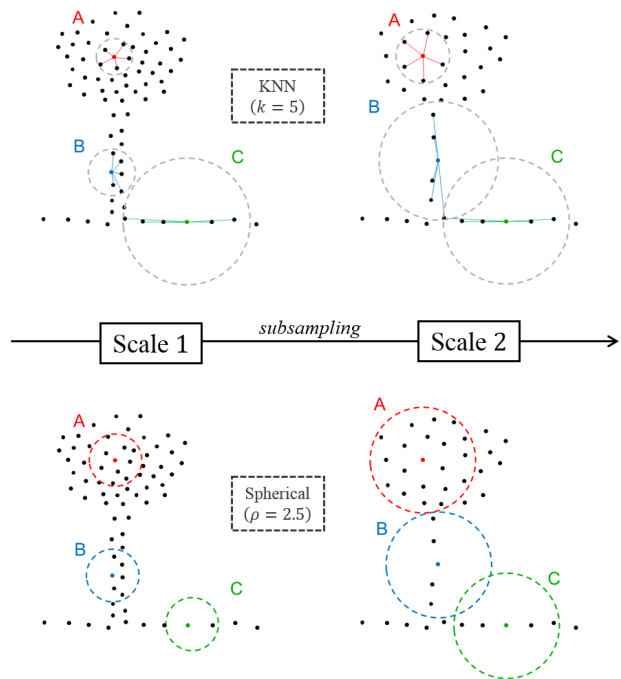 A
A
KNN
(k = 5)
B
B
C
C
subsampling
Scale 1
Scale 2
A
A
Spherical
(ρ = 2.5)
B
B
C
C